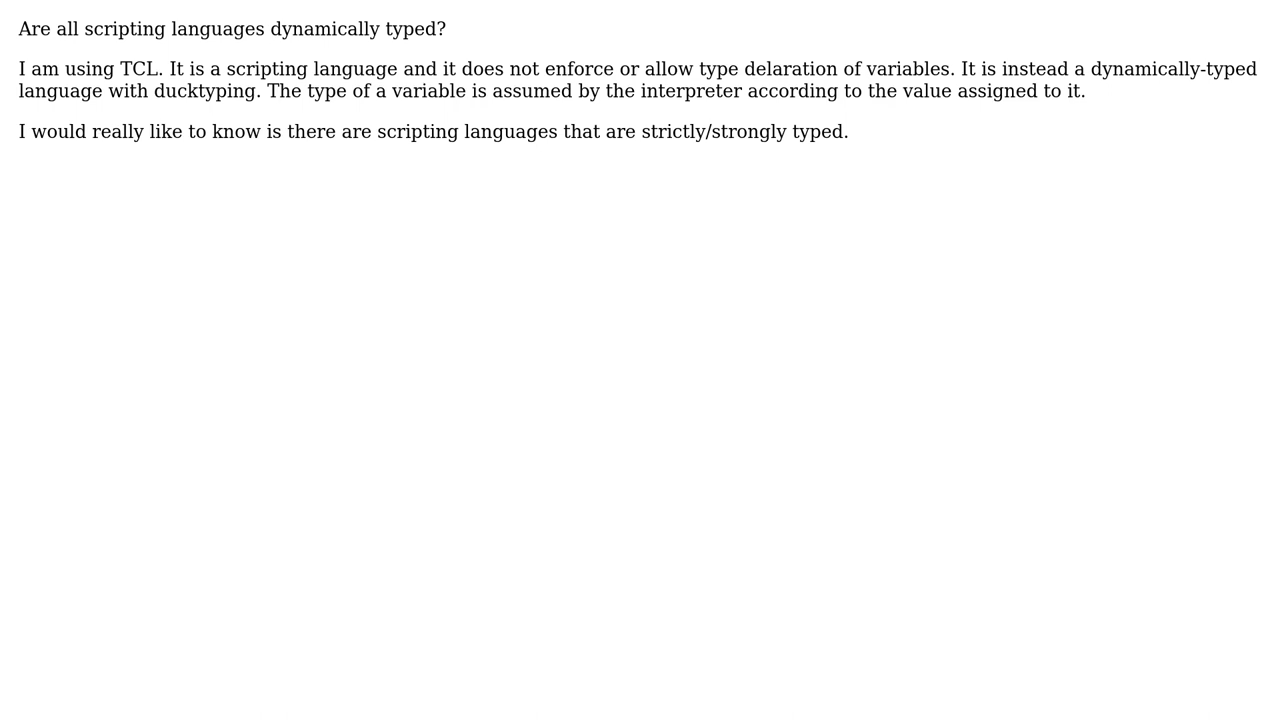 Are all scripting languages dynamically typed?
I am using TCL. It is a scripting language and it does not enforce or allow type delaration of variables. It is instead a dynamically-typed
language with ducktyping. The type of a variable is assumed by the interpreter according to the value assigned to it.
I would really like to know is there are scripting languages that are strictly/strongly typed.